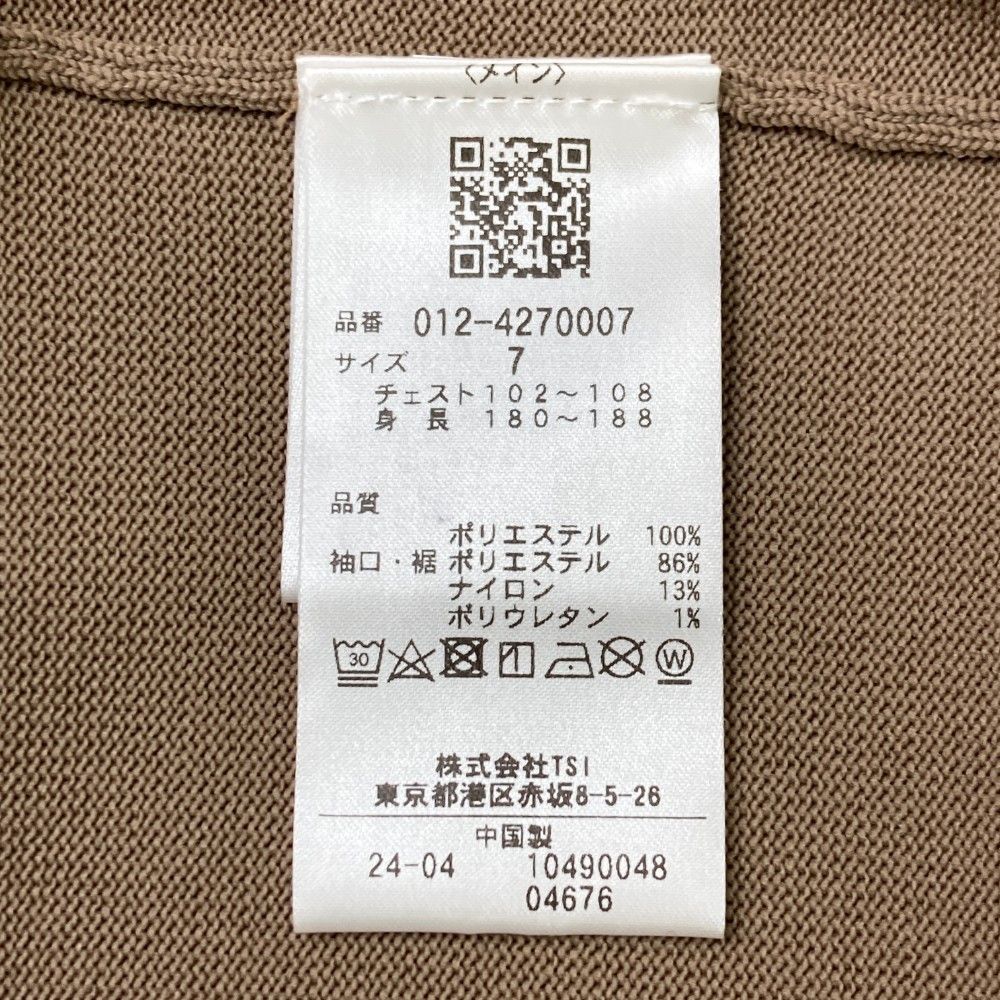 〈メイン〉
品番 012-4270007
サイズ 7
チェスト102～108
身長 180～188
品質
ポリエステル 100%
袖口・裾 ポリエステル 86%
ナイロン 13%
ポリウレタン 1%
30 W
株式会社TSI
東京都港区赤坂8-5-26
中国製
24-04 10490048
04676